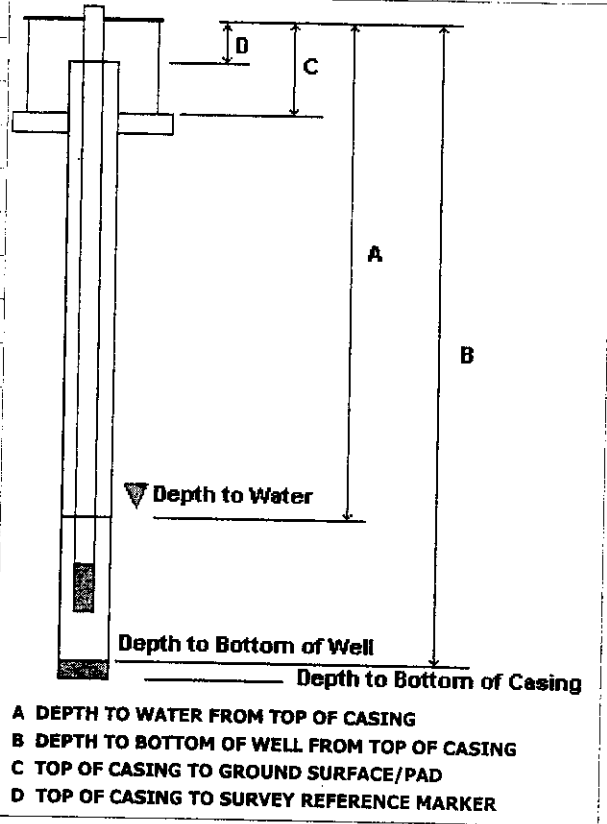 D
C
A
B
Depth to Water
Depth to Bottom of Well
Depth to Bottom of Casing
A DEPTH TO WATER FROM TOP OF CASING
B DEPTH TO BOTTOM OF WELL FROM TOP OF CASING
C TOP OF CASING TO GROUND SURFACE/PAD
D TOP OF CASING TO SURVEY REFERENCE MARKER